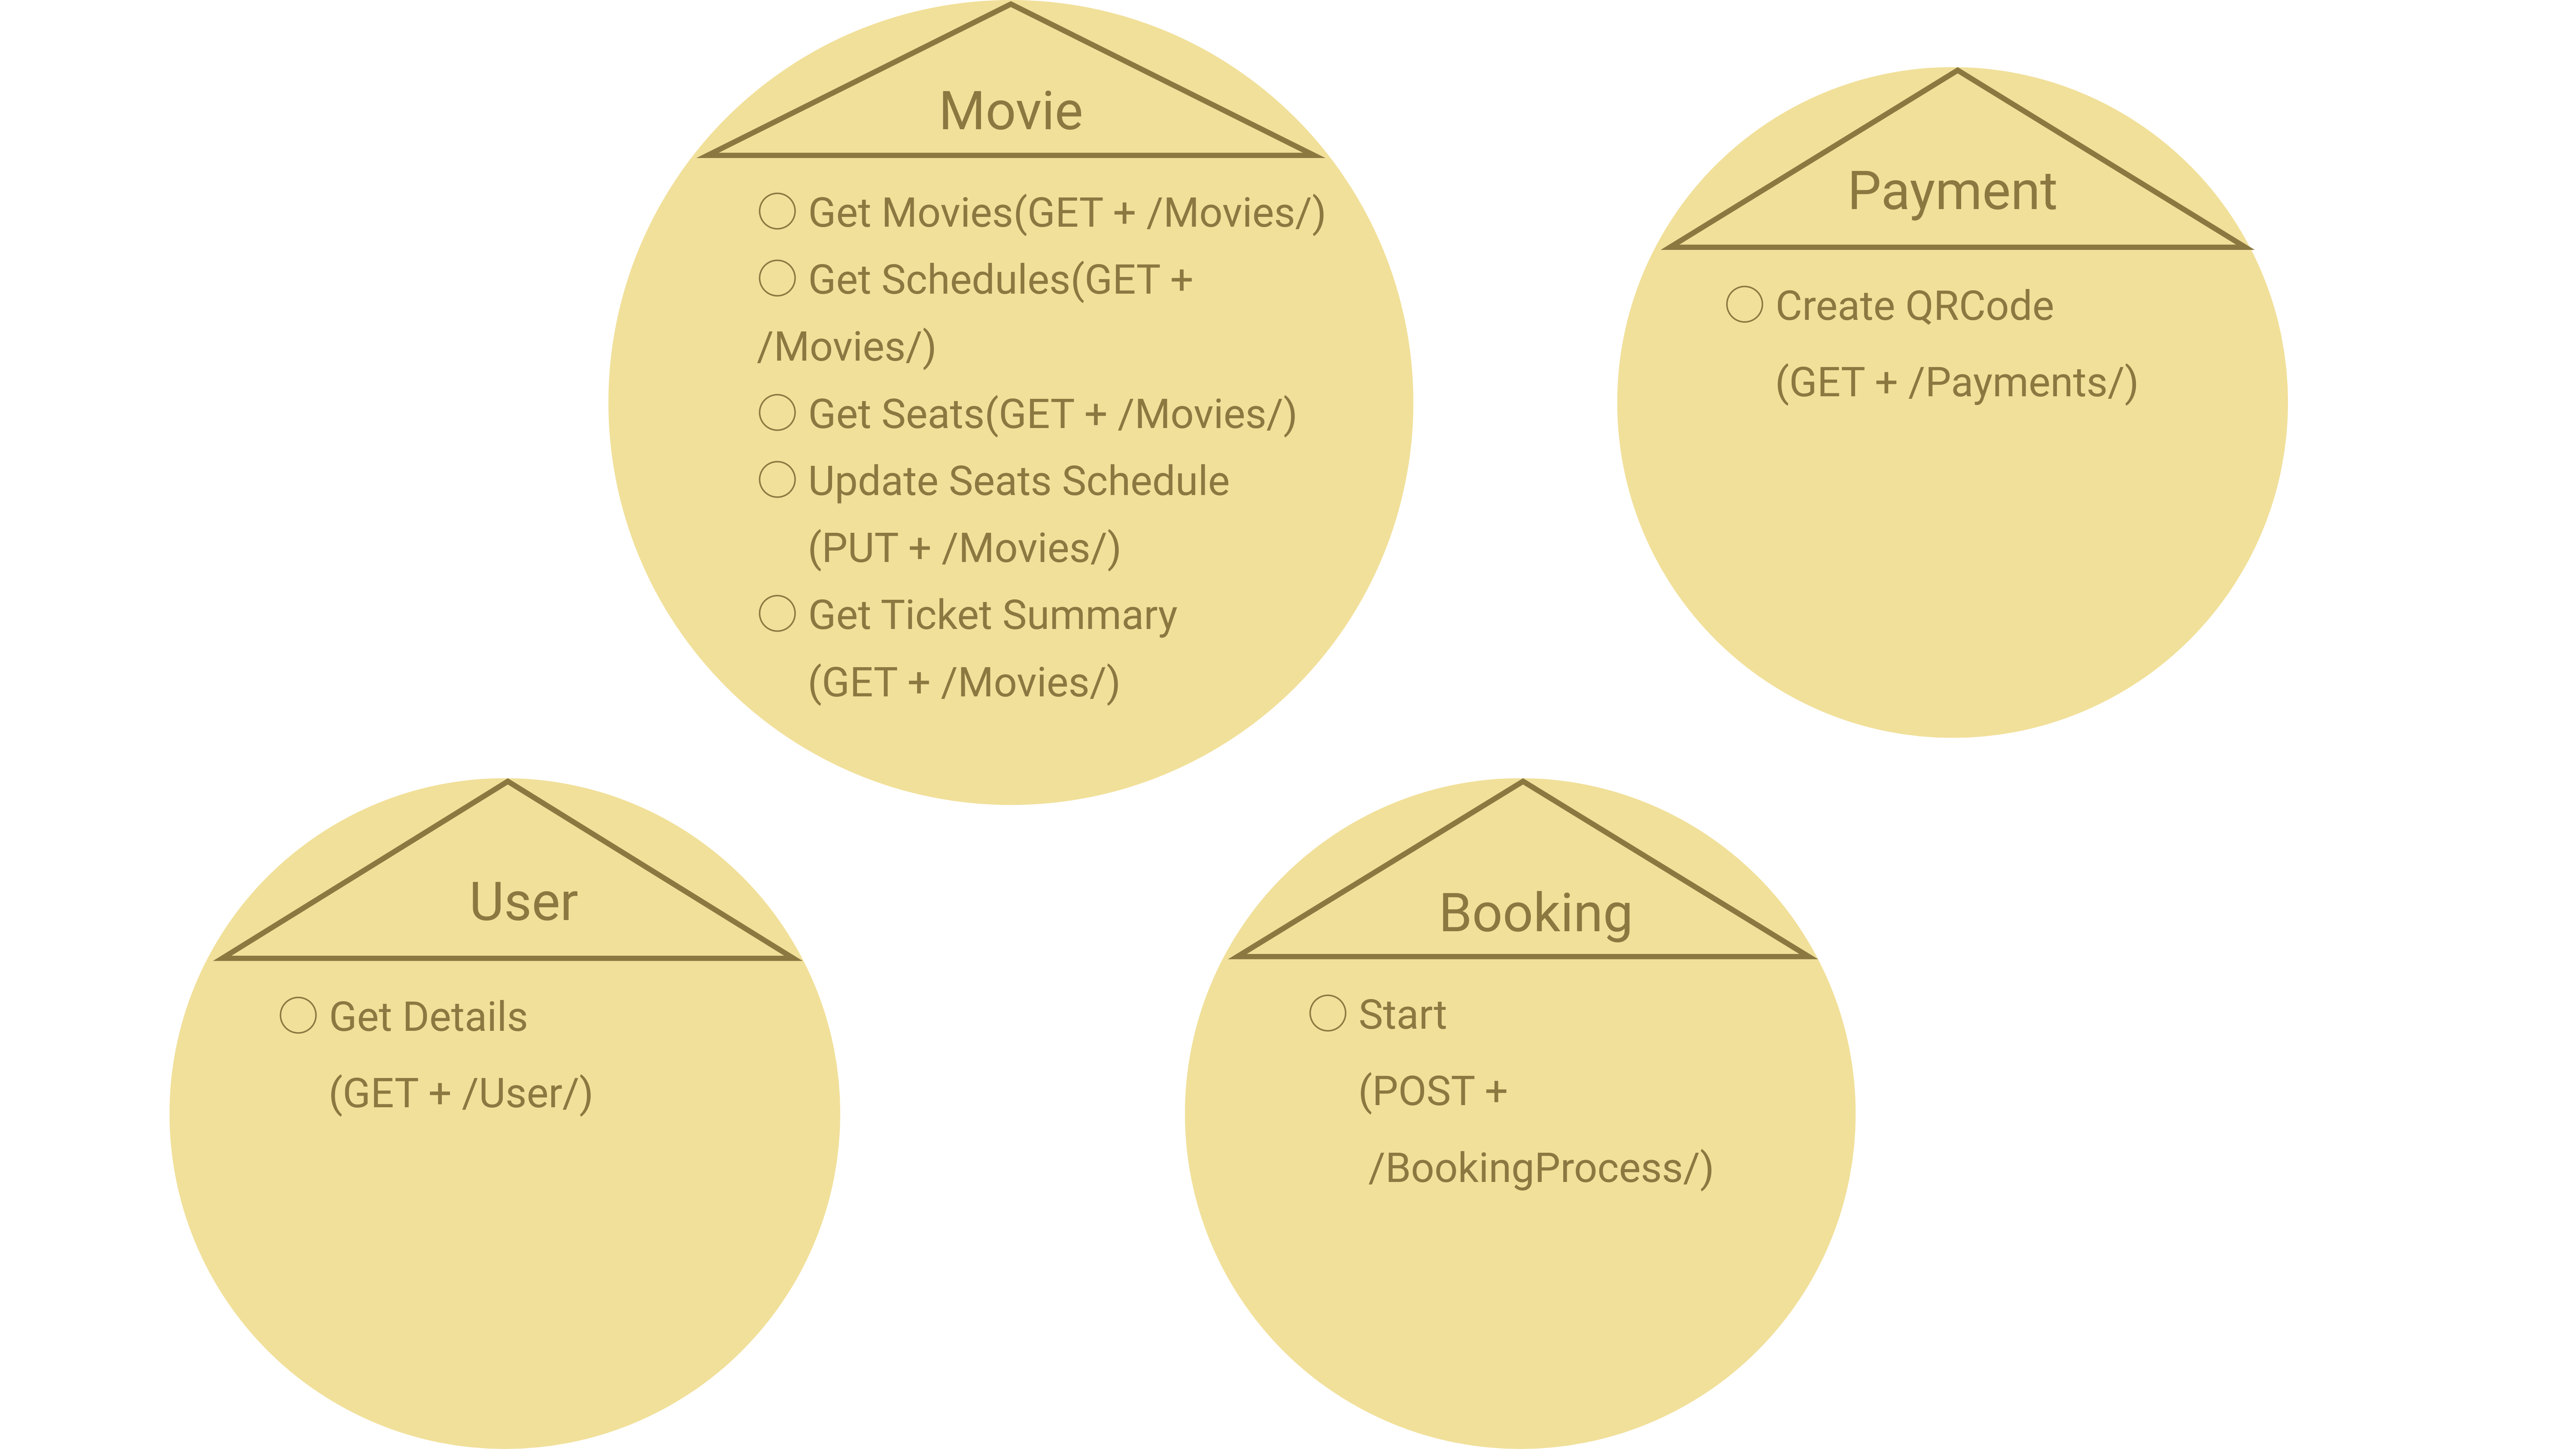 Movie
Get Movies(GET + /Movies/)
Get Schedules(GET +
/Movies/)
Get Seats(GET + /Movies/)
Update Seats Schedule
(PUT + /Movies/)
Get Ticket Summary
(GET + /Movies/)
Payment
Create QRCode
(GET + /Payments/)
User
Get Details
(GET + /User/)
Booking
Start
(POST +
/BookingProcess/)